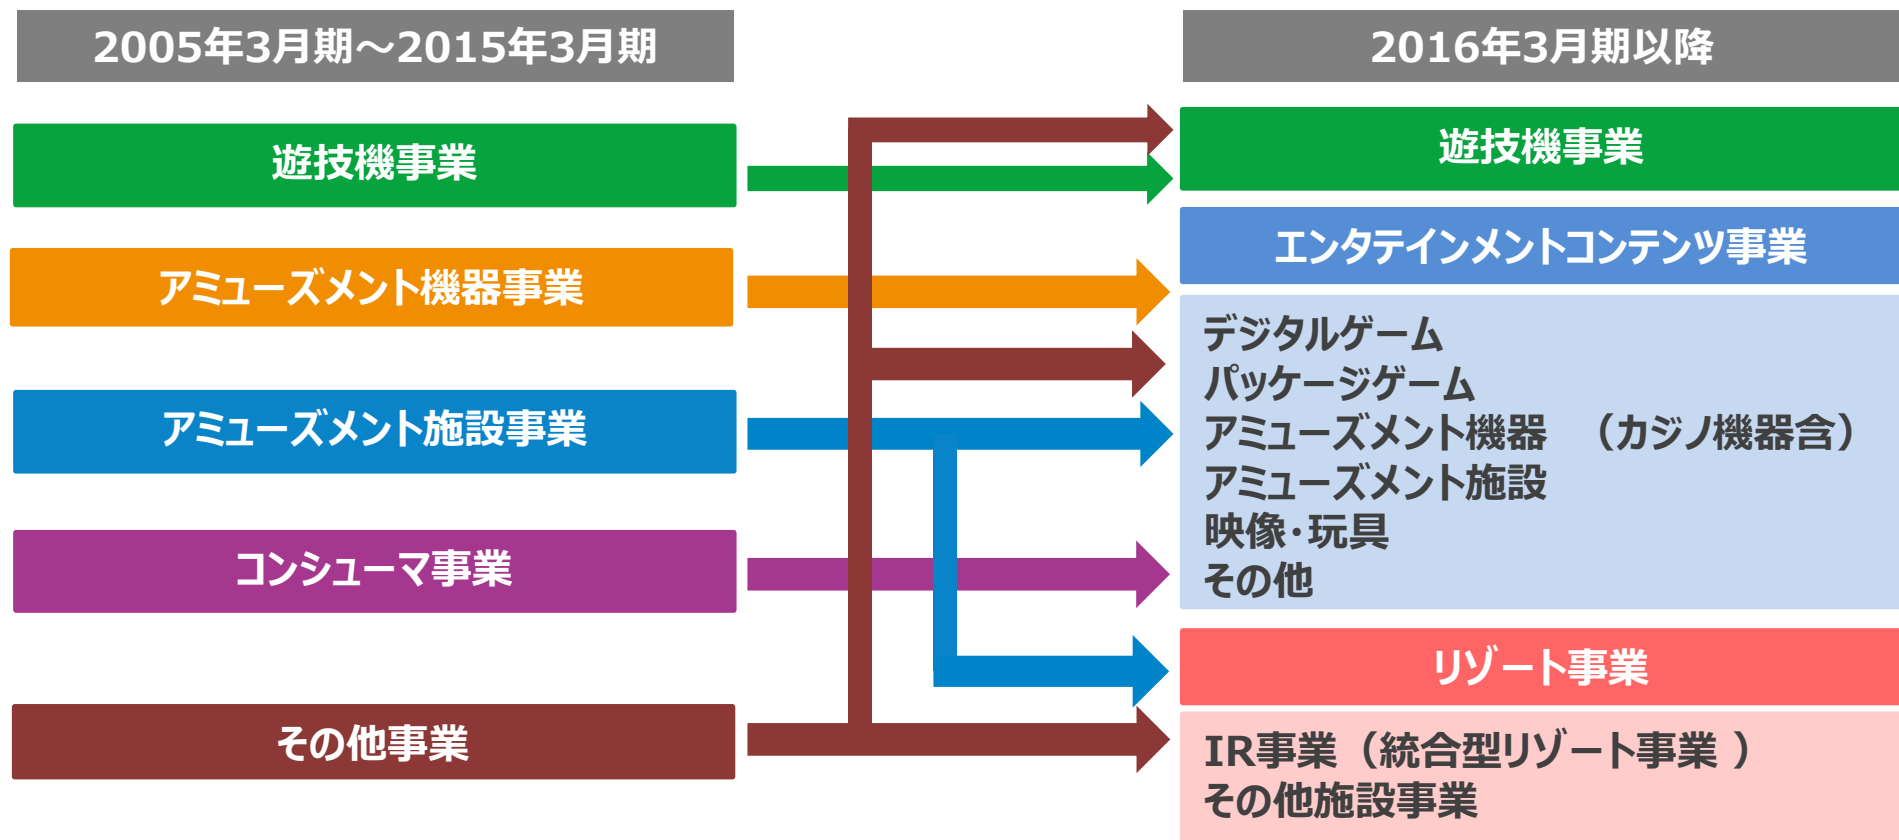 2005年3月期～2015年3月期
遊技機事業
アミューズメント機器事業
アミューズメント施設事業
コンシューマ事業
その他事業
2016年3月期以降
遊技機事業
エンタテインメントコンテンツ事業
デジタルゲーム
パッケージゲーム
アミューズメント機器　（カジノ機器含）
アミューズメント施設
映像･玩具
その他
リゾート事業
IR事業（統合型リゾート事業 ）
その他施設事業